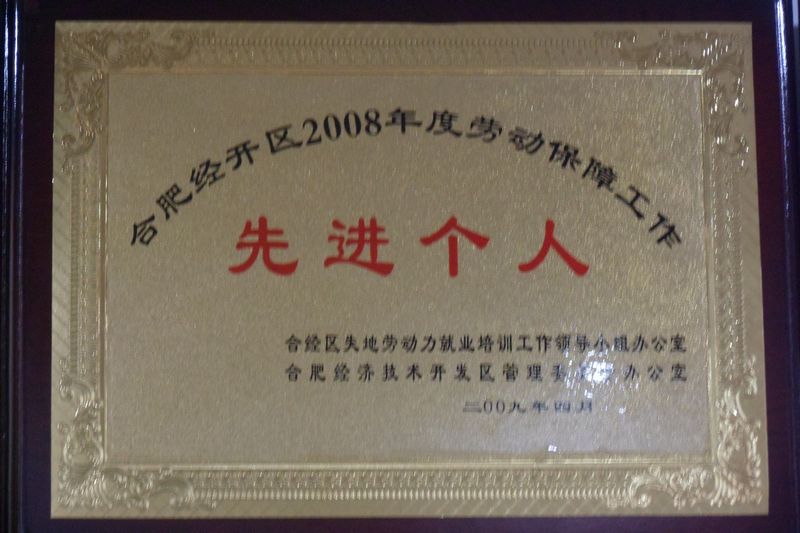 合肥经开区2008年度劳动保障工作
先进个人
合经区失地劳动力就业培训工作领导小组办公室
合肥经济技术开发区管理委员会办公室
二00九年四月